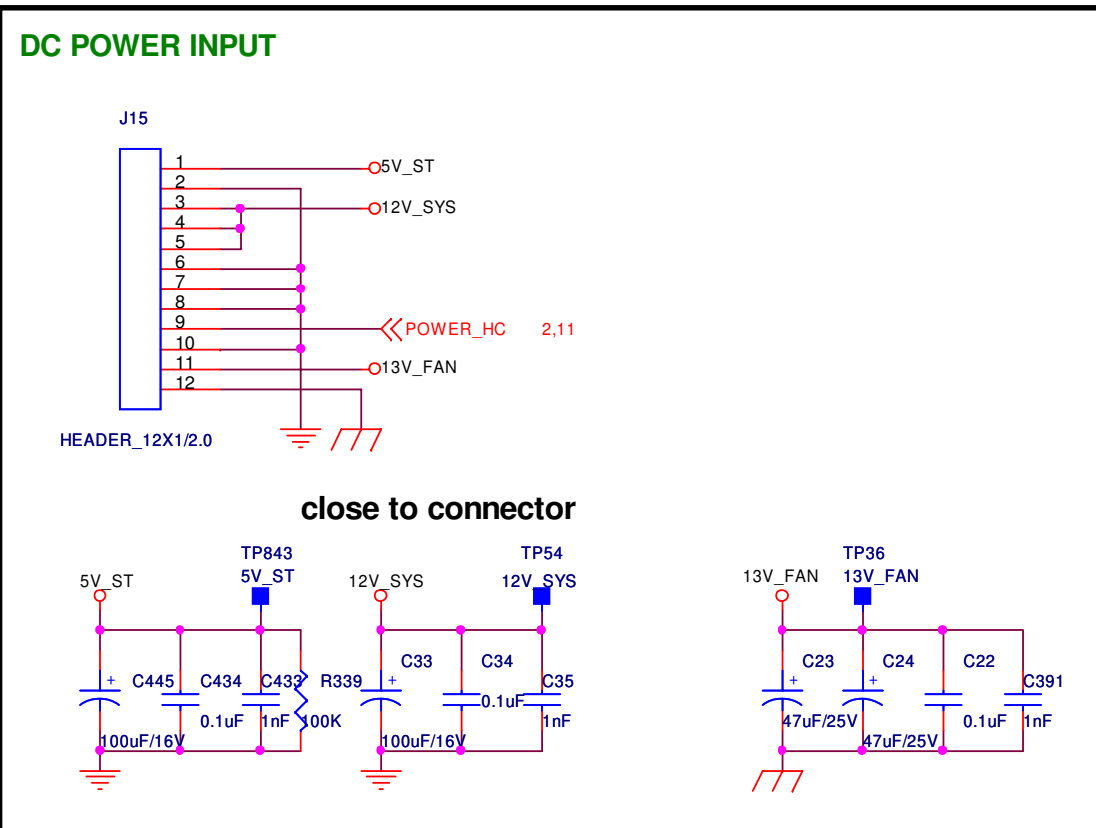 DC POWER INPUT
J15
1
5V_ST
2
3
12V_SYS
4
5
6
7
8
9
POWER_HC 2,11
10
11
13V_FAN
12
HEADER_12X1/2.0
close to connector
TP843
5V_ST
5V_ST
TP54
12V_SYS
12V_SYS
TP36
13V_FAN
13V_FAN
+
C445
100uF/16V
C434
0.1uF
C433
1nF
R339
100K
+
C33
100uF/16V
C34
0.1uF
C35
1nF
+
C23
47uF/25V
+
C24
47uF/25V
C22
0.1uF
C391
1nF